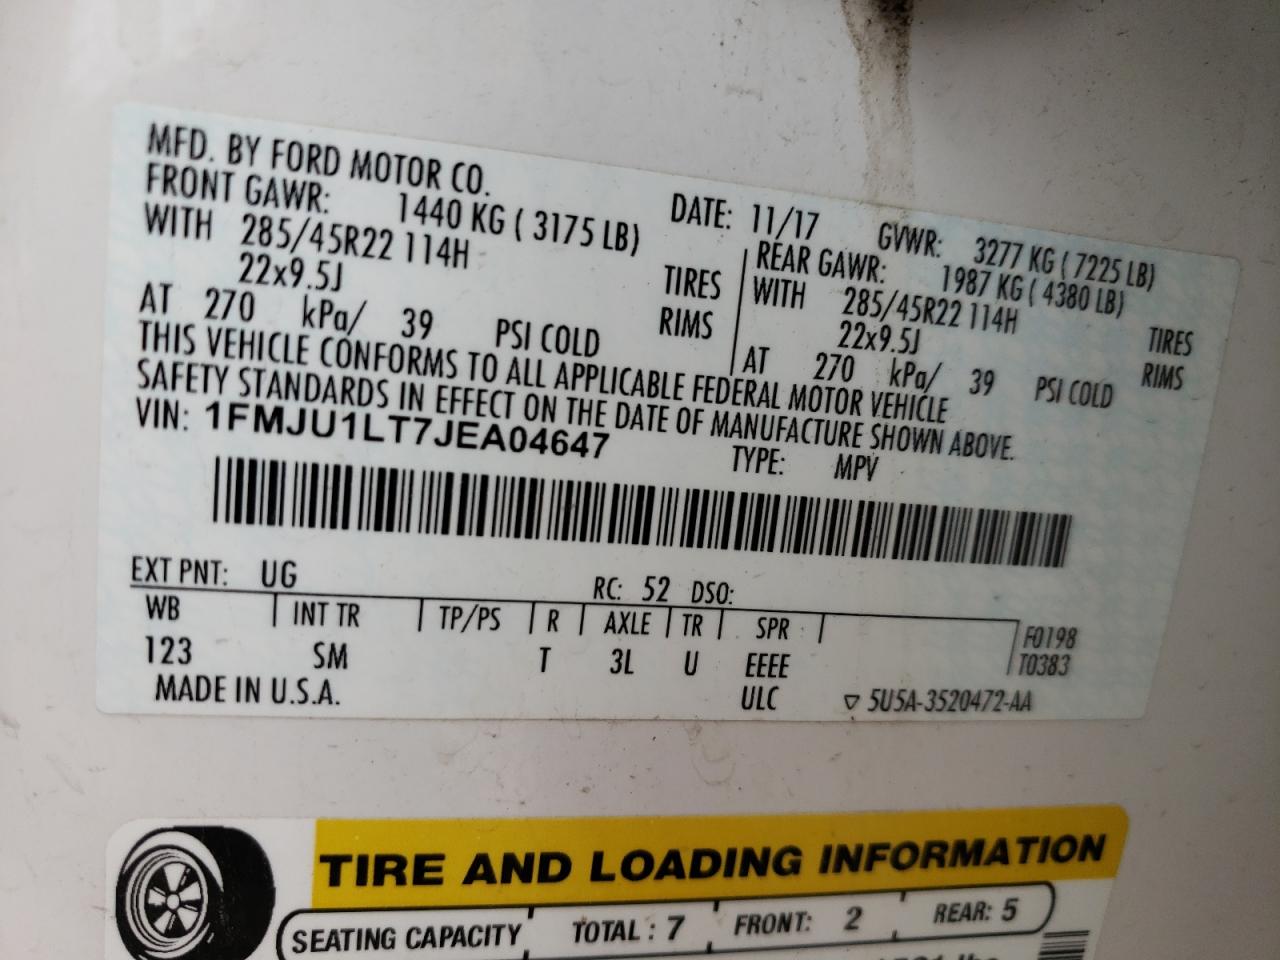 MFD. BY FORD MOTOR CO.
DATE: 11/17 GVWR: 3277 KG ( 7225 LB)
FRONT GAWR: 1440 KG ( 3175 LB)
WITH 285/45R22 114H TIRES
22x9.5J RIMS
AT 270 kPa/ 39 PSI COLD
REAR GAWR: 1987 KG ( 4380 LB)
WITH 285/45R22 114H TIRES
22x9.5J RIMS
AT 270 kPa/ 39 PSI COLD
THIS VEHICLE CONFORMS TO ALL APPLICABLE FEDERAL MOTOR VEHICLE
SAFETY STANDARDS IN EFFECT ON THE DATE OF MANUFACTURE SHOWN ABOVE.
VIN: 1FMJU1LT7JEA04647 TYPE: MPV
EXT PNT: UG RC: 52 DSO:
WB INT TR TP/PS R AXLE TR SPR F0198
123 SM T 3L U EEEE T0383
MADE IN U.S.A. ULC ▽ 5U5A-3520472-AA
TIRE AND LOADING INFORMATION
SEATING CAPACITY TOTAL : 7 FRONT: 2 REAR: 5